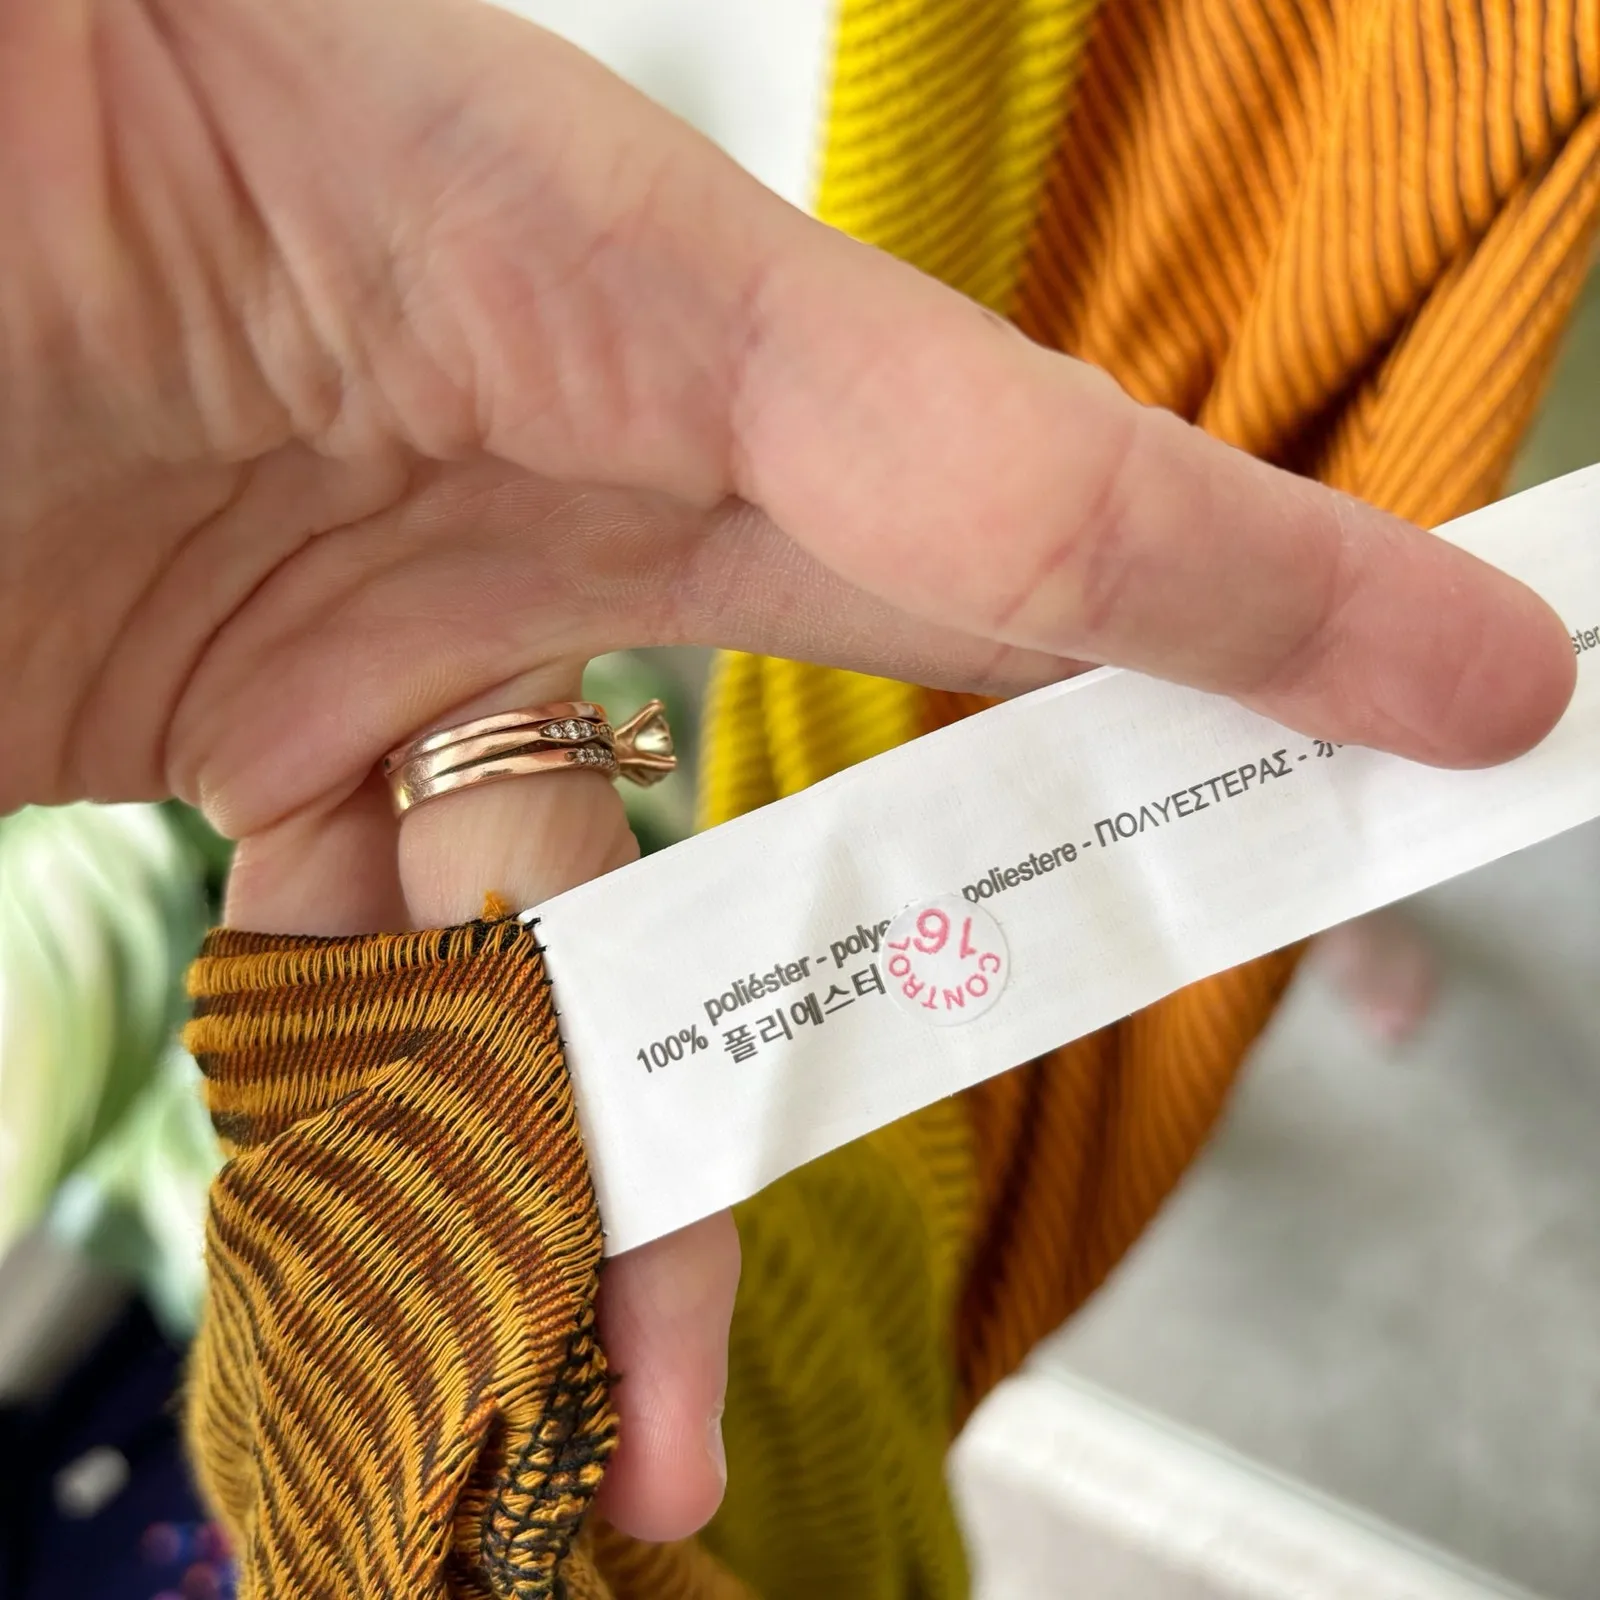 100% poliéster - polye poliestere - ΠΟΛΥΕΣΤΕΡΑΣ -
폴리에스터
CONTROL
16